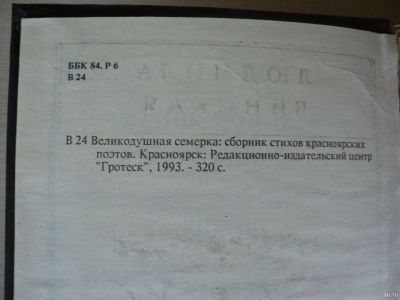 ББК 84. Р 6
В 24
В 24 Великодушная семерка: сборник стихов красноярских
поэтов. Красноярск: Редакционно-издательский центр
"Гротеск", 1993. - 320 с.